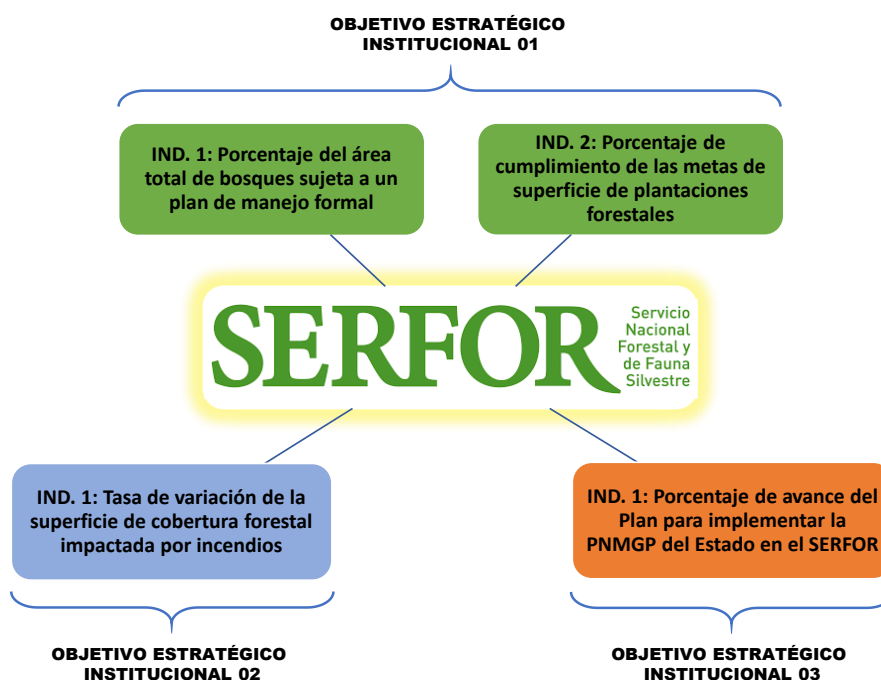 OBJETIVO ESTRATÉGICO
INSTITUCIONAL 01
IND. 1: Porcentaje del área
total de bosques sujeta a un
plan de manejo formal
IND. 2: Porcentaje de
cumplimiento de las metas de
superficie de plantaciones
forestales
SERFOR
Servicio
Nacional
Forestal y
de Fauna
Silvestre
IND. 1: Tasa de variación de la
superficie de cobertura forestal
impactada por incendios
IND. 1: Porcentaje de avance del
Plan para implementar la
PNMGP del Estado en el SERFOR
OBJETIVO ESTRATÉGICO
INSTITUCIONAL 02
OBJETIVO ESTRATÉGICO
INSTITUCIONAL 03